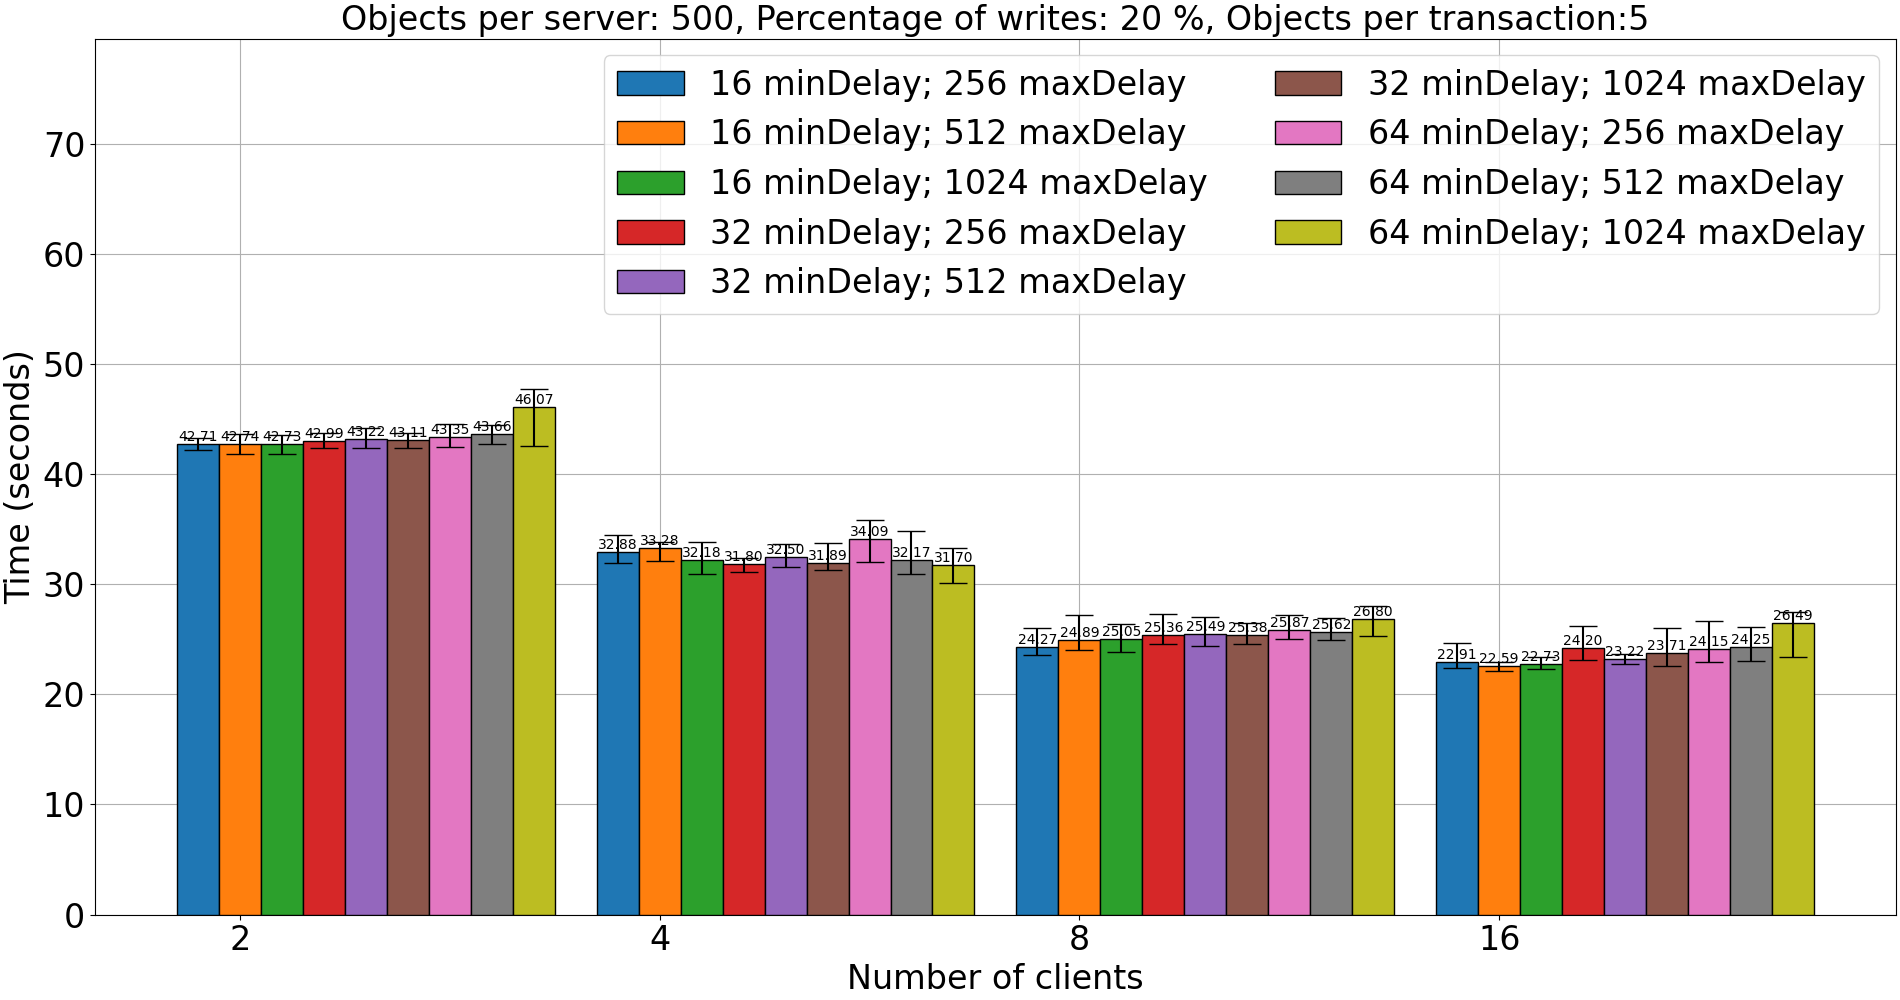 Objects per server: 500, Percentage of writes: 20 %, Objects per transaction:5
16 minDelay; 256 maxDelay
16 minDelay; 512 maxDelay
16 minDelay; 1024 maxDelay
32 minDelay; 256 maxDelay
32 minDelay; 512 maxDelay
32 minDelay; 1024 maxDelay
64 minDelay; 256 maxDelay
64 minDelay; 512 maxDelay
64 minDelay; 1024 maxDelay
Time (seconds)
70
60
50
40
30
20
10
0
42.71 42.74 42.73 42.99 43.22 43.11 43.35 43.66 46.07
32.88 33.28 32.18 31.80 32.50 31.89 34.09 32.17 31.70
24.27 24.89 25.05 25.36 25.49 25.38 25.87 25.62 26.80
22.91 22.59 22.73 24.20 23.22 23.71 24.15 24.25 26.49
2 4 8 16
Number of clients